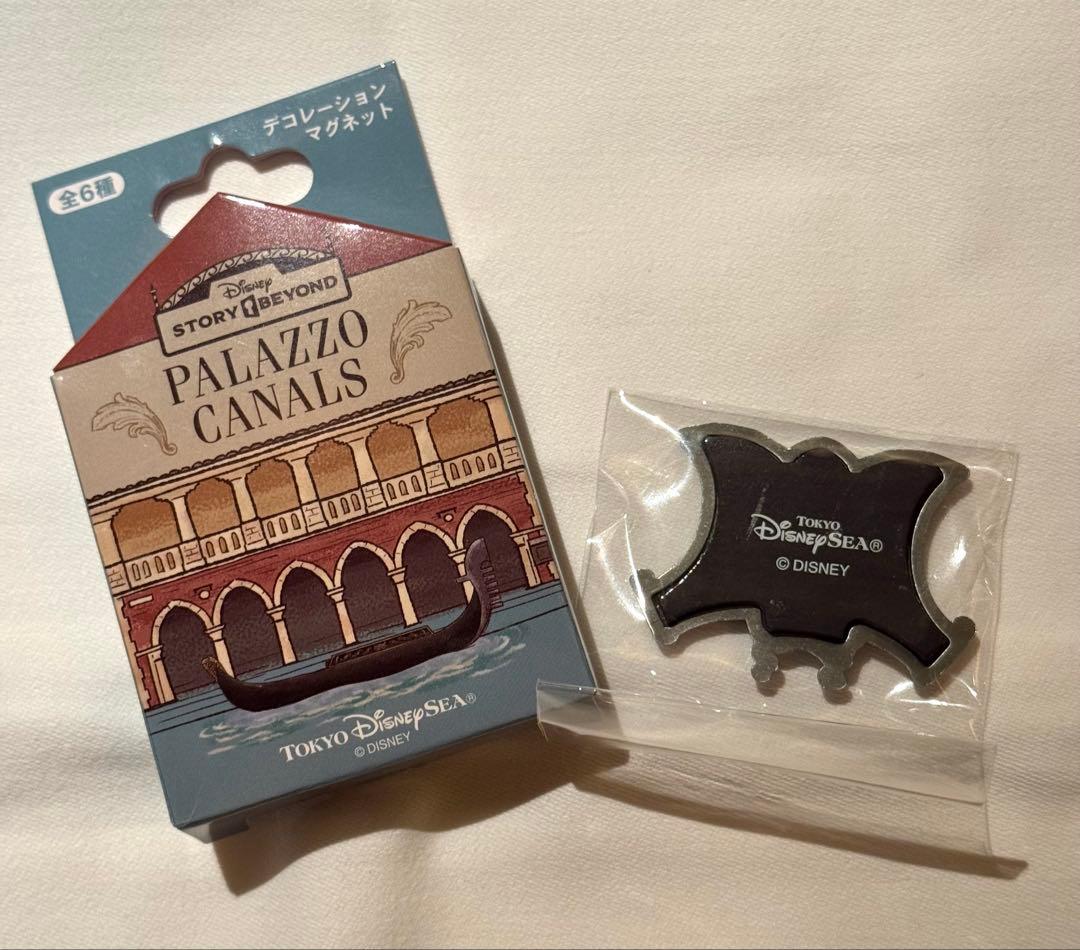 デコレーション
マグネット
全6種
Disney
STORY BEYOND
PALAZZO
CANALS
TOKYO DISNEYSEA®
© DISNEY
TOKYO
DISNEYSEA®
© DISNEY